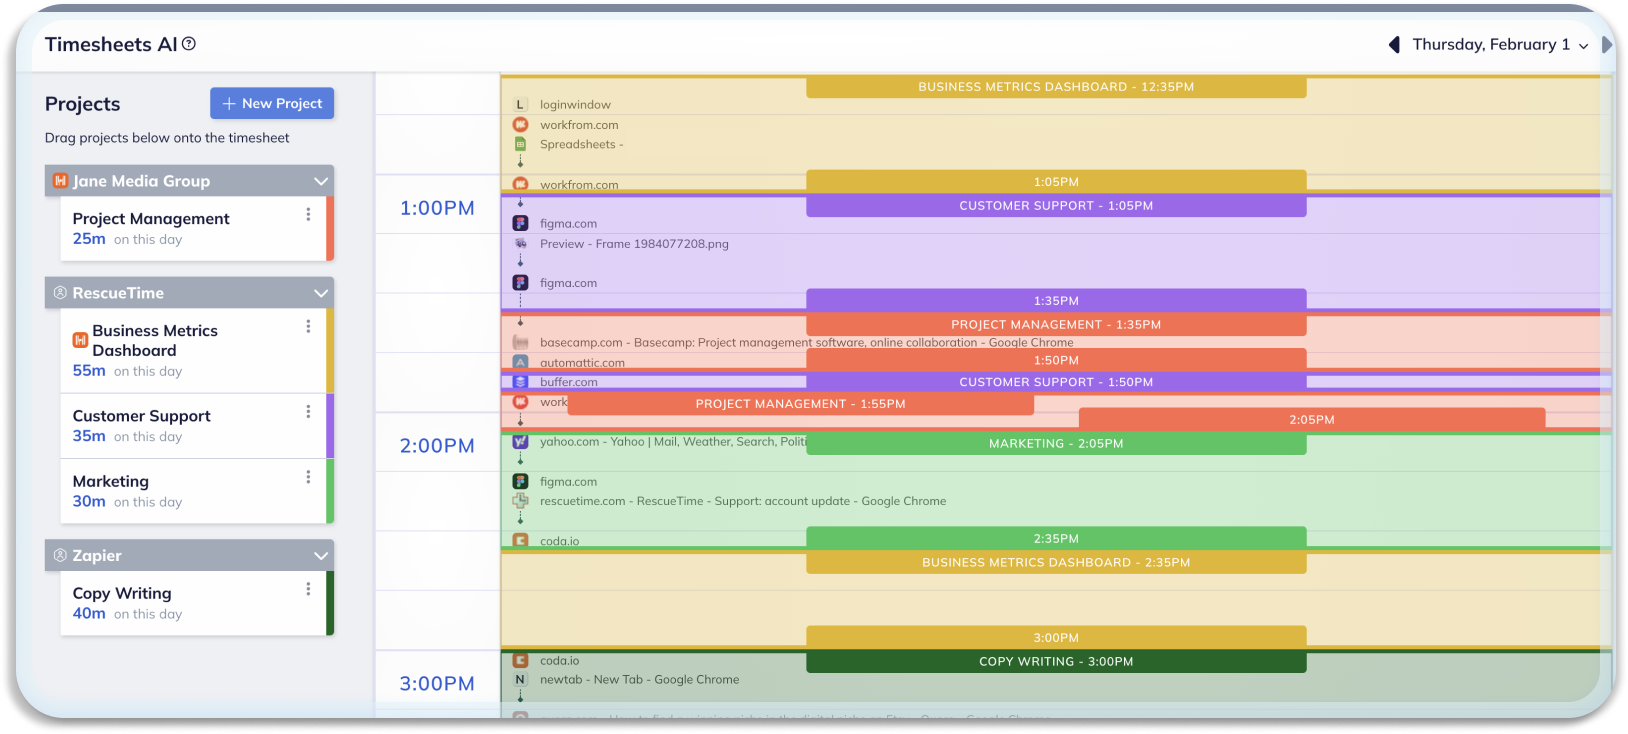 Timesheets AI
Thursday, February 1
Projects
+ New Project
Drag projects below onto the timesheet
Jane Media Group
Project Management
25m on this day
RescueTime
Business Metrics
Dashboard
55m on this day
Customer Support
35m on this day
Marketing
30m on this day
Zapier
Copy Writing
40m on this day
BUSINESS METRICS DASHBOARD - 12:35PM
L loginwindow
workfrom.com
Spreadsheets -
workfrom.com
1:05PM
1:00PM
CUSTOMER SUPPORT - 1:05PM
figma.com
Preview - Frame 1984077208.png
figma.com
1:35PM
PROJECT MANAGEMENT - 1:35PM
basecamp.com - Basecamp: Project management software, online collaboration - Google Chrome
A automattic.com
1:50PM
buffer.com
CUSTOMER SUPPORT - 1:50PM
work
PROJECT MANAGEMENT - 1:55PM
2:05PM
2:00PM
yahoo.com - Yahoo | Mail, Weather, Search, Politi
MARKETING - 2:05PM
figma.com
rescuetime.com - RescueTime - Support: account update - Google Chrome
coda.io
2:35PM
BUSINESS METRICS DASHBOARD - 2:35PM
3:00PM
coda.io
COPY WRITING - 3:00PM
N newtab - New Tab - Google Chrome
3:00PM